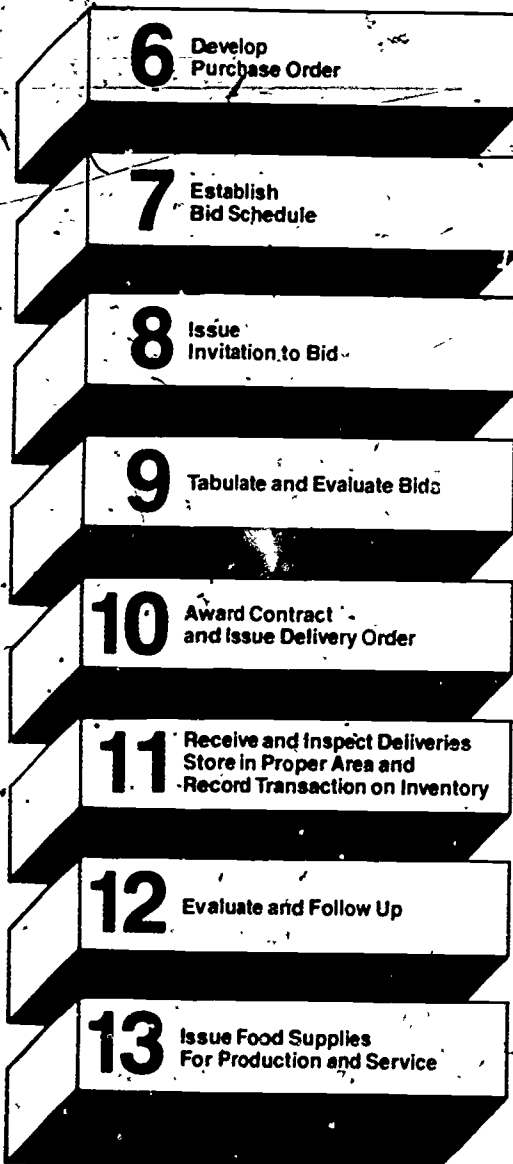 6 Develop
Purchase Order
7 Establish
Bid Schedule
8 Issue
Invitation to Bid
9 Tabulate and Evaluate Bids
10 Award Contract
and Issue Delivery Order
11 Receive and Inspect Deliveries
Store in Proper Area and
Record Transaction on Inventory
12 Evaluate and Follow Up
13 Issue Food Supplies
For Production and Service